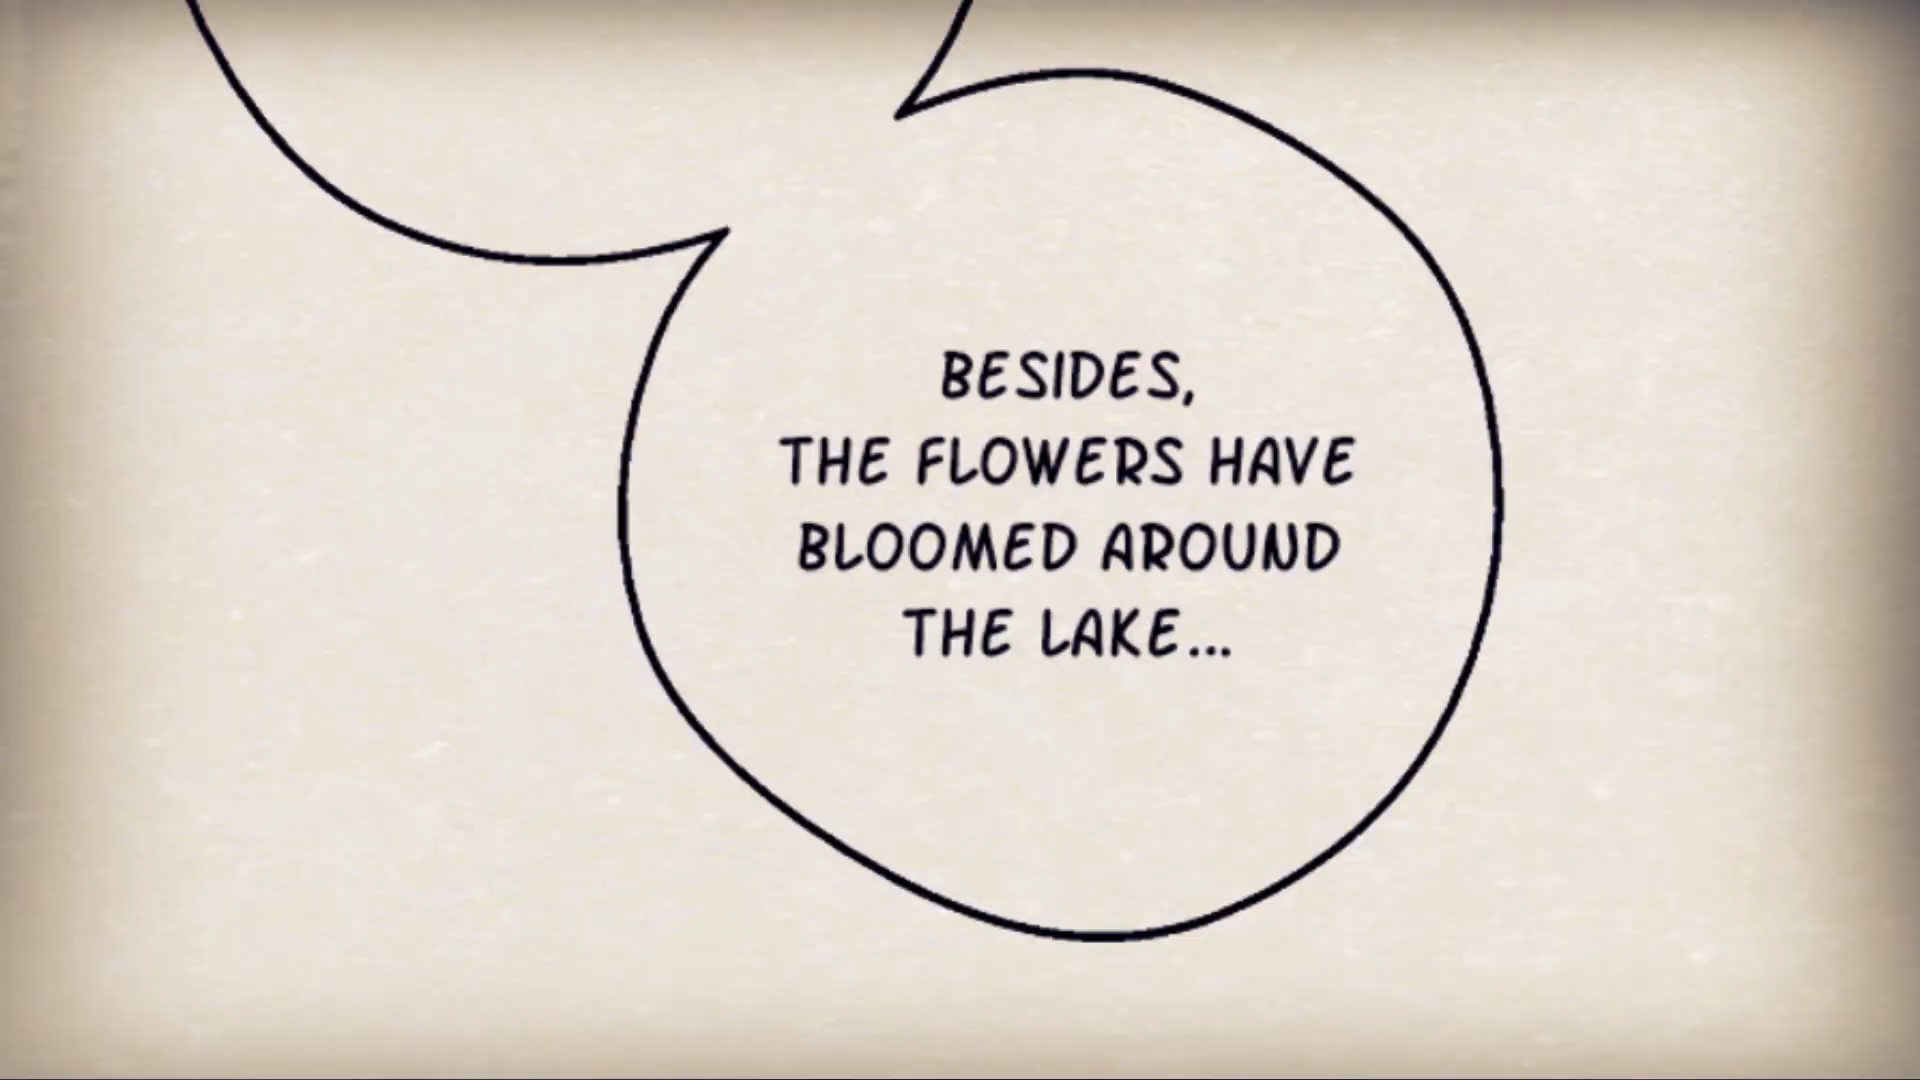 BESIDES,
THE FLOWERS HAVE
BLOOMED AROUND
THE LAKE...